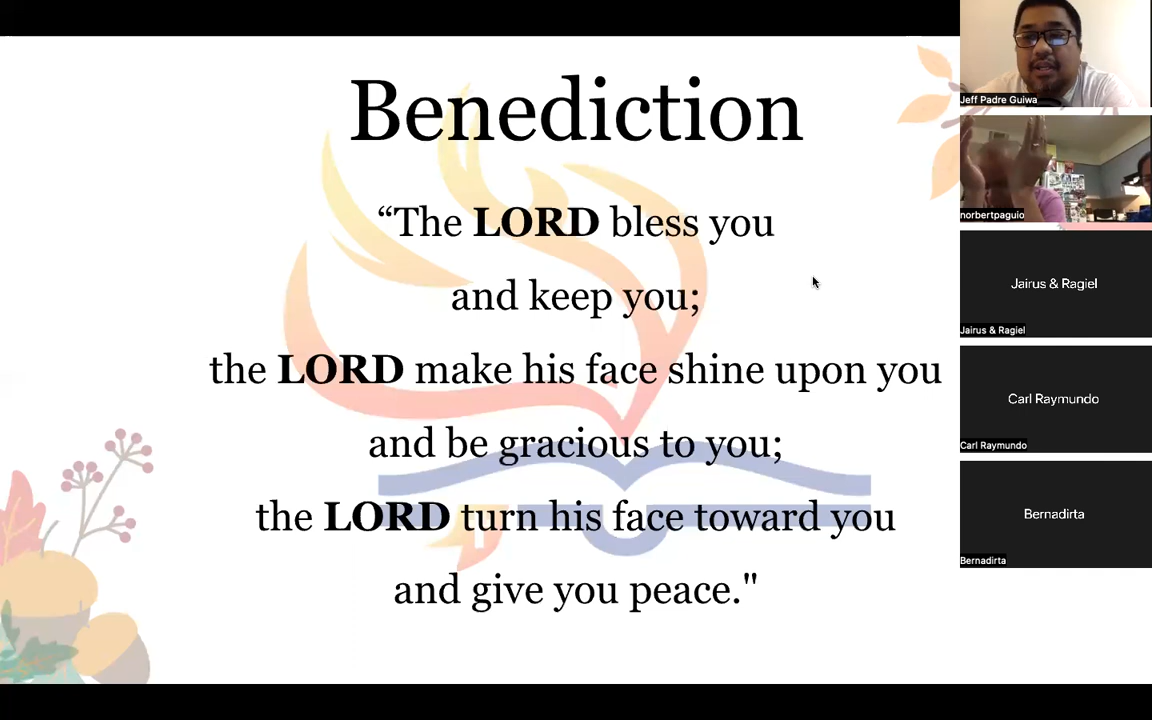 Benediction
“The LORD bless you
and keep you;
the LORD make his face shine upon you
and be gracious to you;
the LORD turn his face toward you
and give you peace."
Jeff Padre Guiwa
norbertpaguio
Jairus & Ragiel
Jairus & Ragiel
Carl Raymundo
Carl Raymundo
Bernadirta
Bernadirta